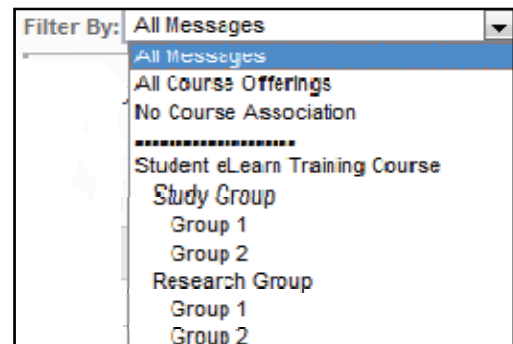 Filter By: All Messages
All Messages
All Course Offerings
No Course Association
--------------------
Student eLearn Training Course
Study Group
Group 1
Group 2
Research Group
Group 1
Group 2